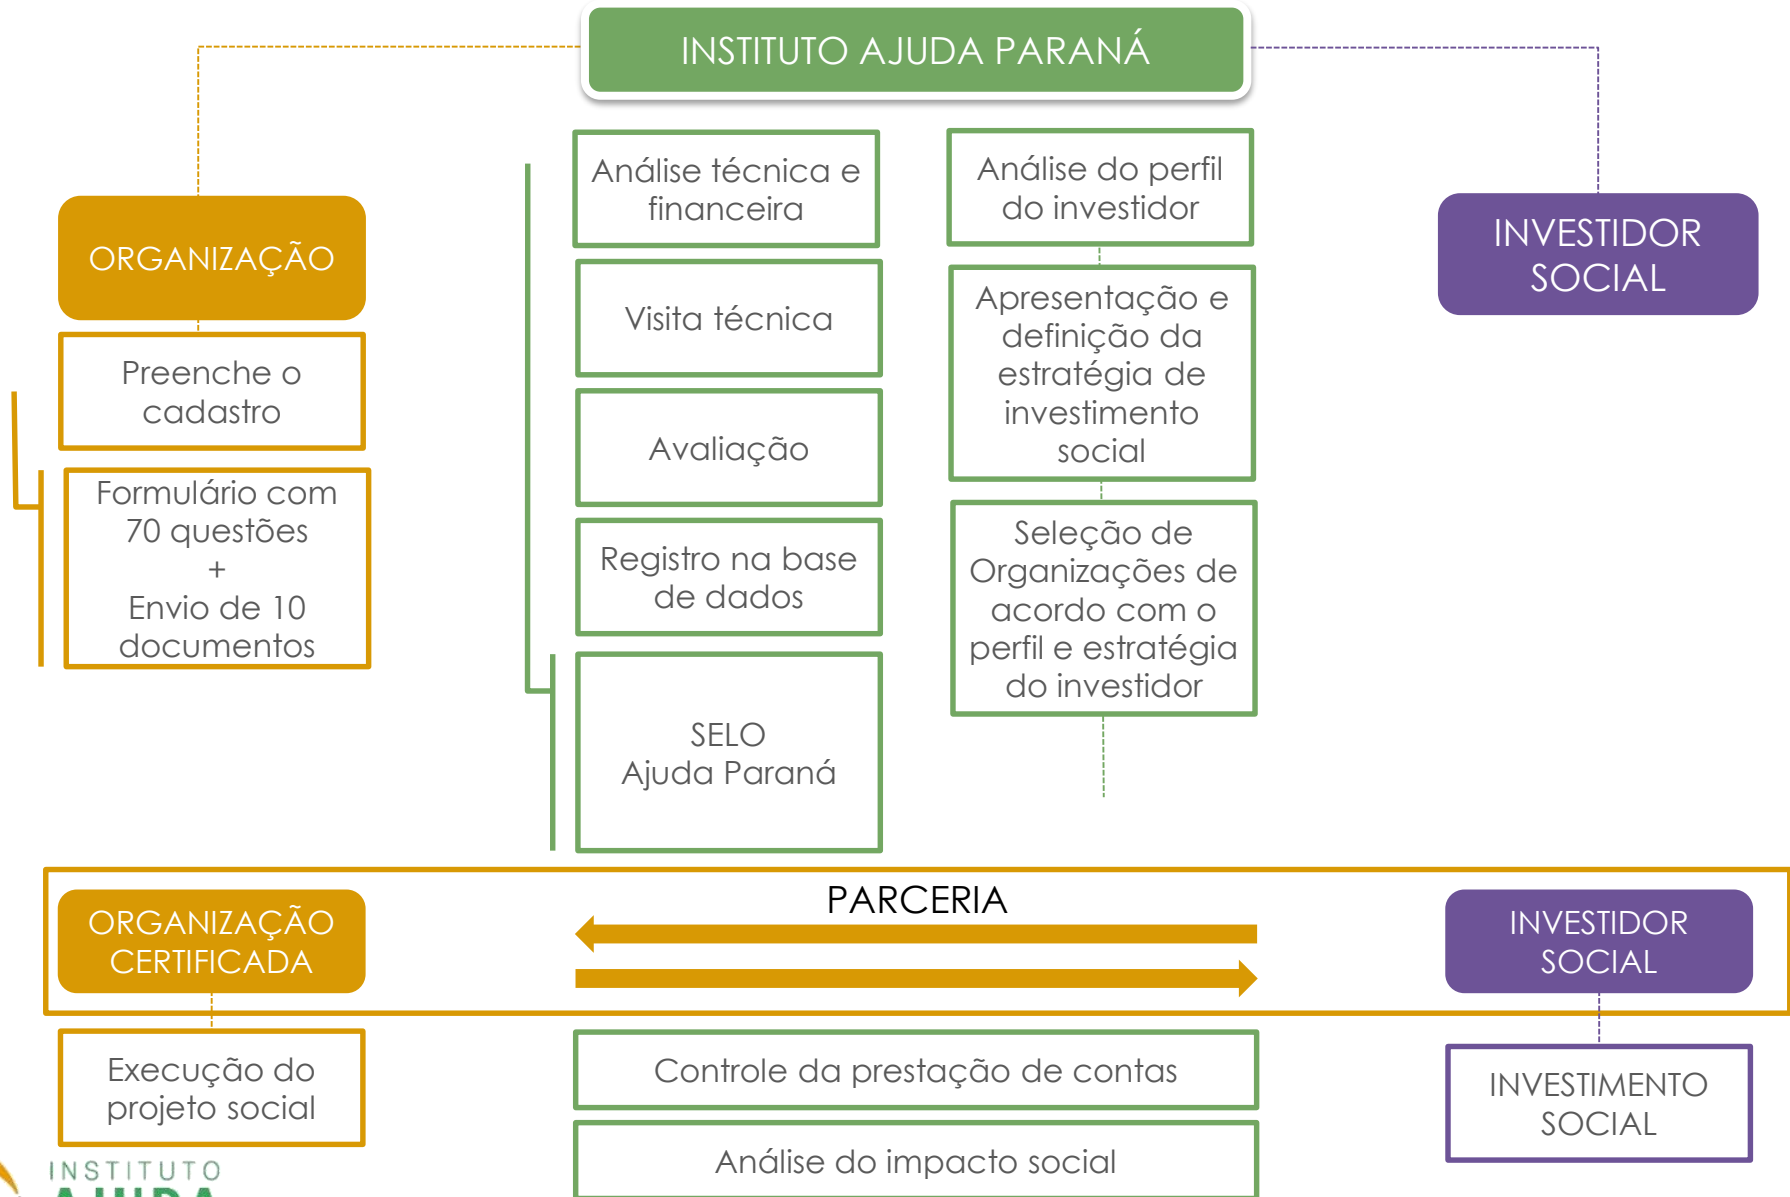 INSTITUTO AJUDA PARANÁ
ORGANIZAÇÃO
Preenche o
cadastro
Formulário com
70 questões
+
Envio de 10
documentos
Análise técnica e
financeira
Visita técnica
Avaliação
Registro na base
de dados
SELO
Ajuda Paraná
Análise do perfil
do investidor
Apresentação e
definição da
estratégia de
investimento
social
Seleção de
Organizações de
acordo com o
perfil e estratégia
do investidor
INVESTIDOR
SOCIAL
PARCERIA
ORGANIZAÇÃO
CERTIFICADA
INVESTIDOR
SOCIAL
Execução do
projeto social
Controle da prestação de contas
Análise do impacto social
INVESTIMENTO
SOCIAL
INSTITUTO
AJUDA